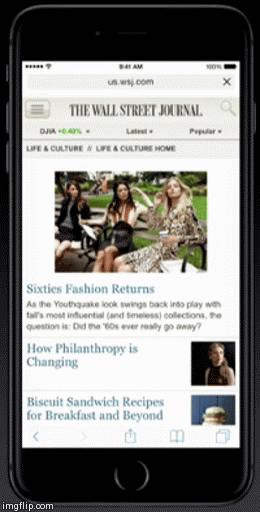 9:41 AM 100%
us.wsj.com
THE WALL STREET JOURNAL.
DJIA +0.49% Latest Popular
LIFE & CULTURE // LIFE & CULTURE HOME
Sixties Fashion Returns
As the Youthquake look swings back into play with
fall's most influential (and timeless) collections, the
question is: Did the '60s ever really go away?
How Philanthropy is
Changing
Biscuit Sandwich Recipes
for Breakfast and Beyond
imgflip.com